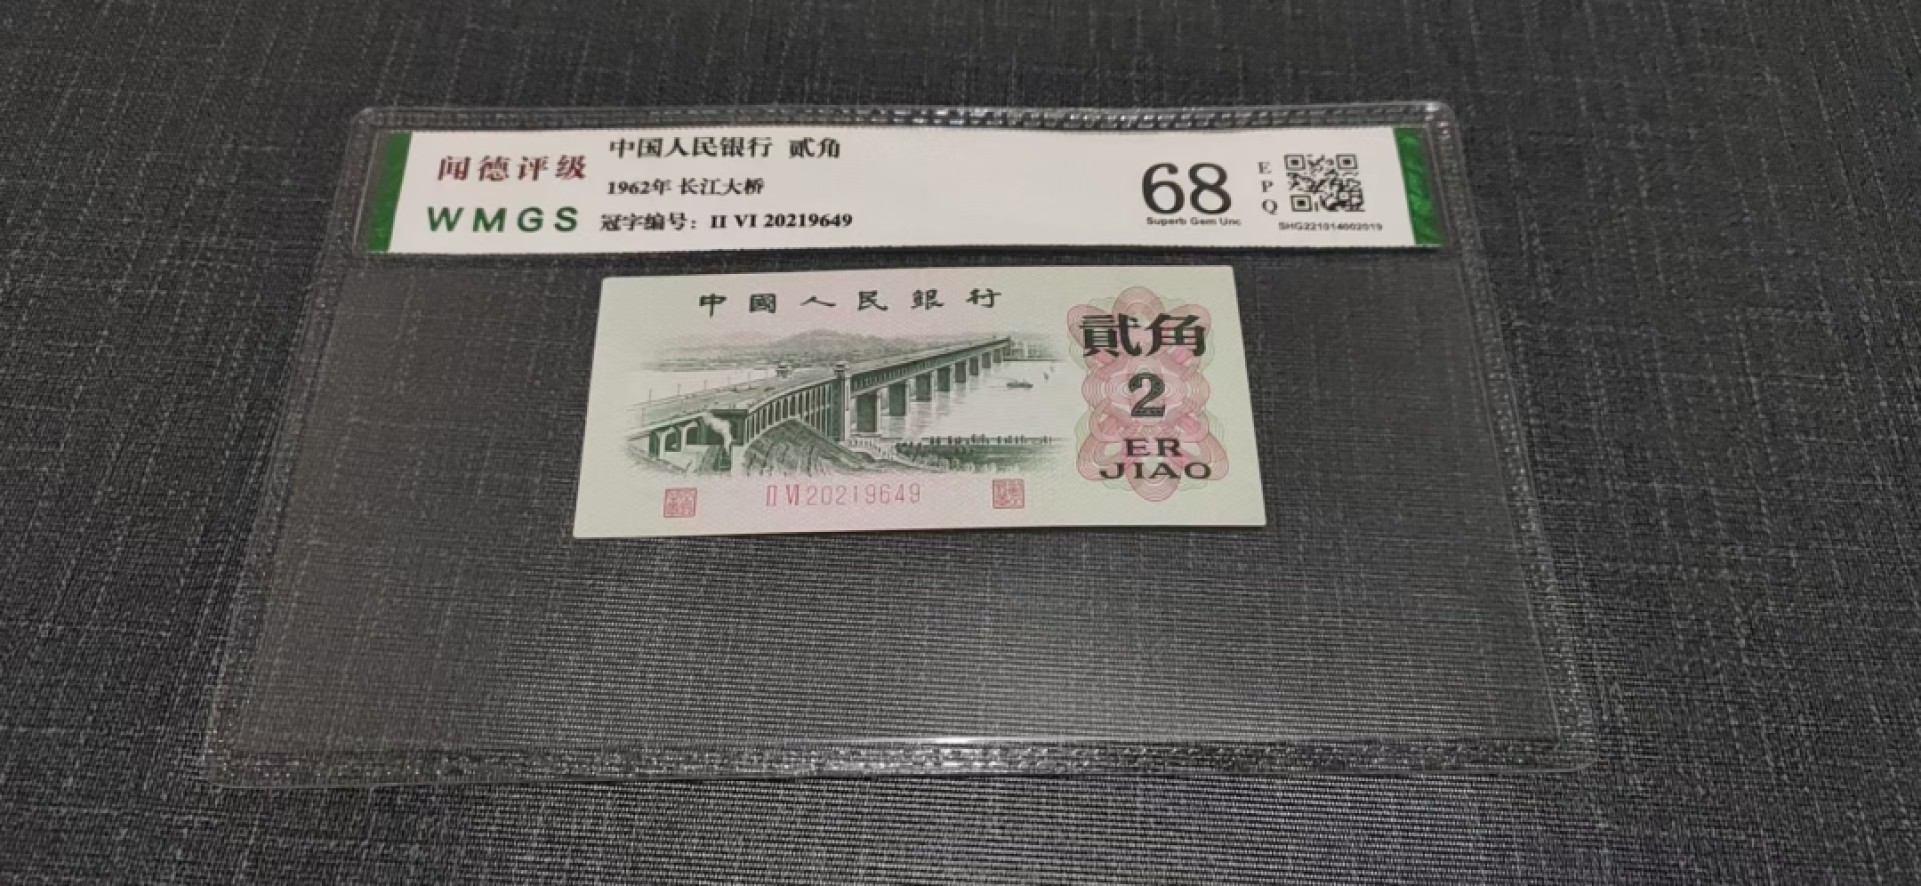 闻德评级
WMGS
中国人民银行 贰角
1962年 长江大桥
冠字编号：II VI 20219649
68
Superb Gem Unc
E
P
Q
SHG221014002019
中國人民銀行
貳角
2
ER
JIAO
II VI 20219649